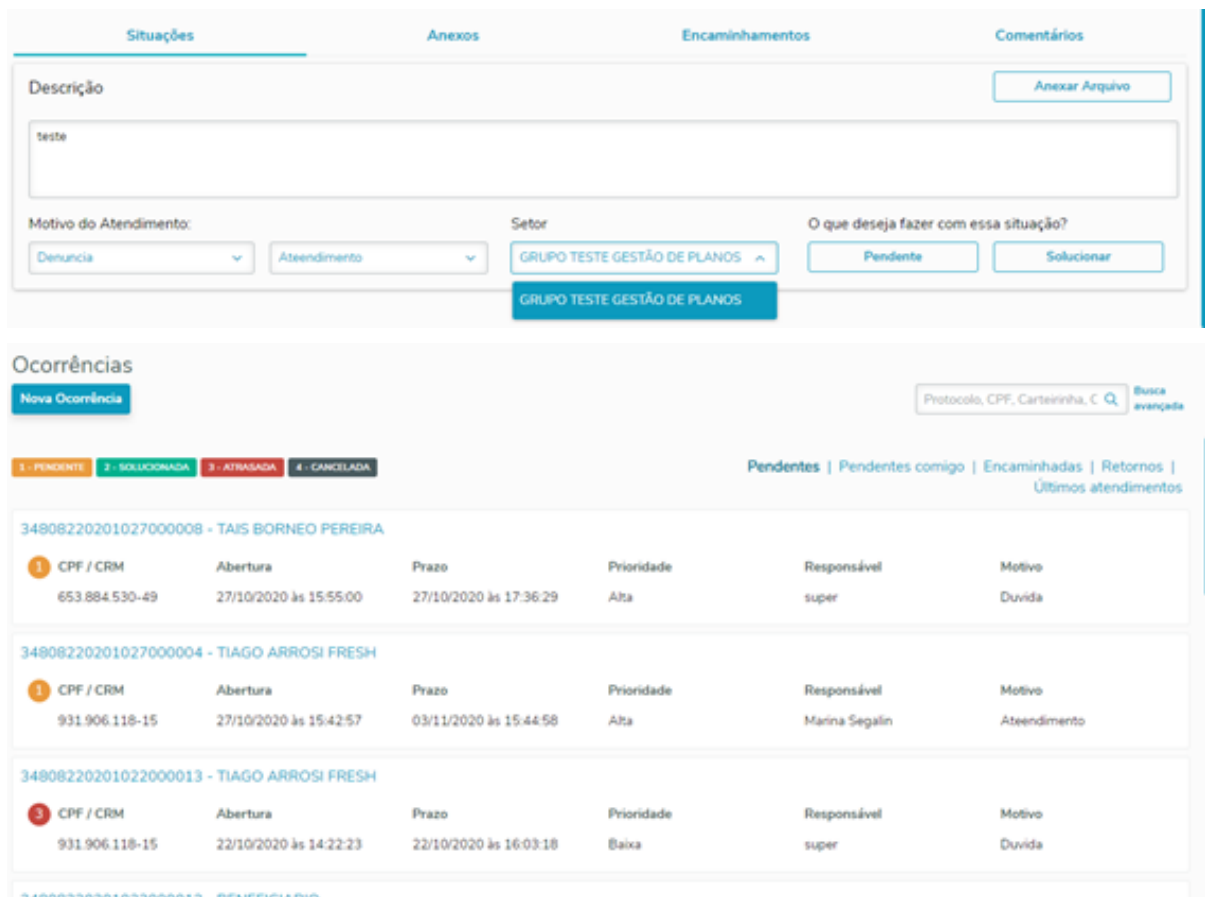 Situações Anexos Encaminhamentos Comentários
Descrição Anexar Arquivo
teste
Motivo do Atendimento: Setor O que deseja fazer com essa situação?
Denuncia Ateendimento GRUPO TESTE GESTÃO DE PLANOS Pendente Solucionar
GRUPO TESTE GESTÃO DE PLANOS
Ocorrências
Nova Ocorrência Protocolo, CPF, Carteirinha, C Busca avançada
1 - PENDENTE 2 - SOLUCIONADA 3 - ATRASADA 4 - CANCELADA Pendentes | Pendentes comigo | Encaminhadas | Retornos |
Últimos atendimentos
34808220201027000008 - TAIS BORNEO PEREIRA
1 CPF / CRM Abertura Prazo Prioridade Responsável Motivo
653.884.530-49 27/10/2020 às 15:55:00 27/10/2020 às 17:36:29 Alta super Duvida
34808220201027000004 - TIAGO ARROSI FRESH
1 CPF / CRM Abertura Prazo Prioridade Responsável Motivo
931.906.118-15 27/10/2020 às 15:42:57 03/11/2020 às 15:44:58 Alta Marina Segalin Ateendimento
34808220201022000013 - TIAGO ARROSI FRESH
3 CPF / CRM Abertura Prazo Prioridade Responsável Motivo
931.906.118-15 22/10/2020 às 14:22:23 22/10/2020 às 16:03:18 Baixa super Duvida